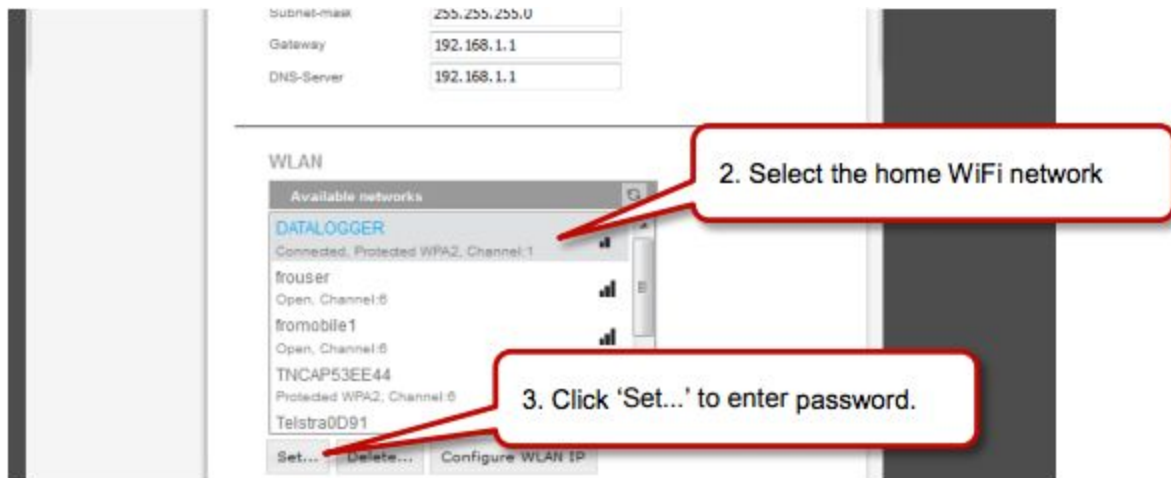 Subnet-mask 255.255.255.0
Gateway 192.168.1.1
DNS-Server 192.168.1.1
WLAN
Available networks
2. Select the home WiFi network
DATALOGGER
Connected, Protected WPA2, Channel:1
frouser
Open, Channel:6
fromobile1
Open, Channel:6
TNCAP53EE44
Protected WPA2, Channel:6
3. Click ‘Set...’ to enter password.
Telstra0D91
Set... Delete... Configure WLAN IP